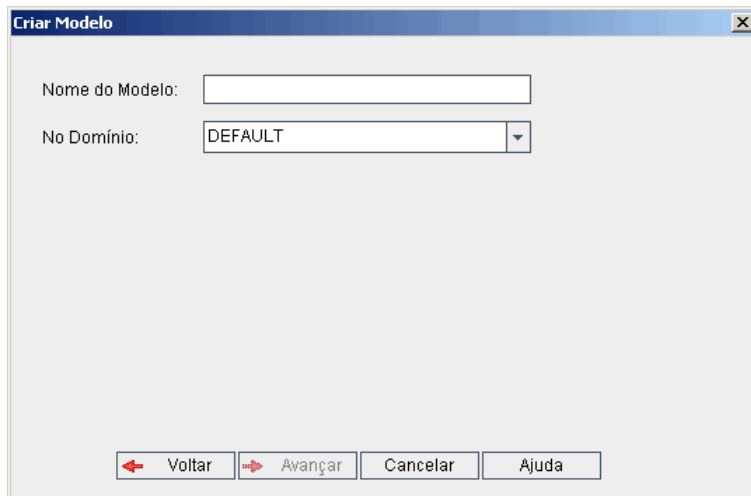 Criar Modelo
Nome do Modelo:
No Domínio: DEFAULT
Voltar Avançar Cancelar Ajuda